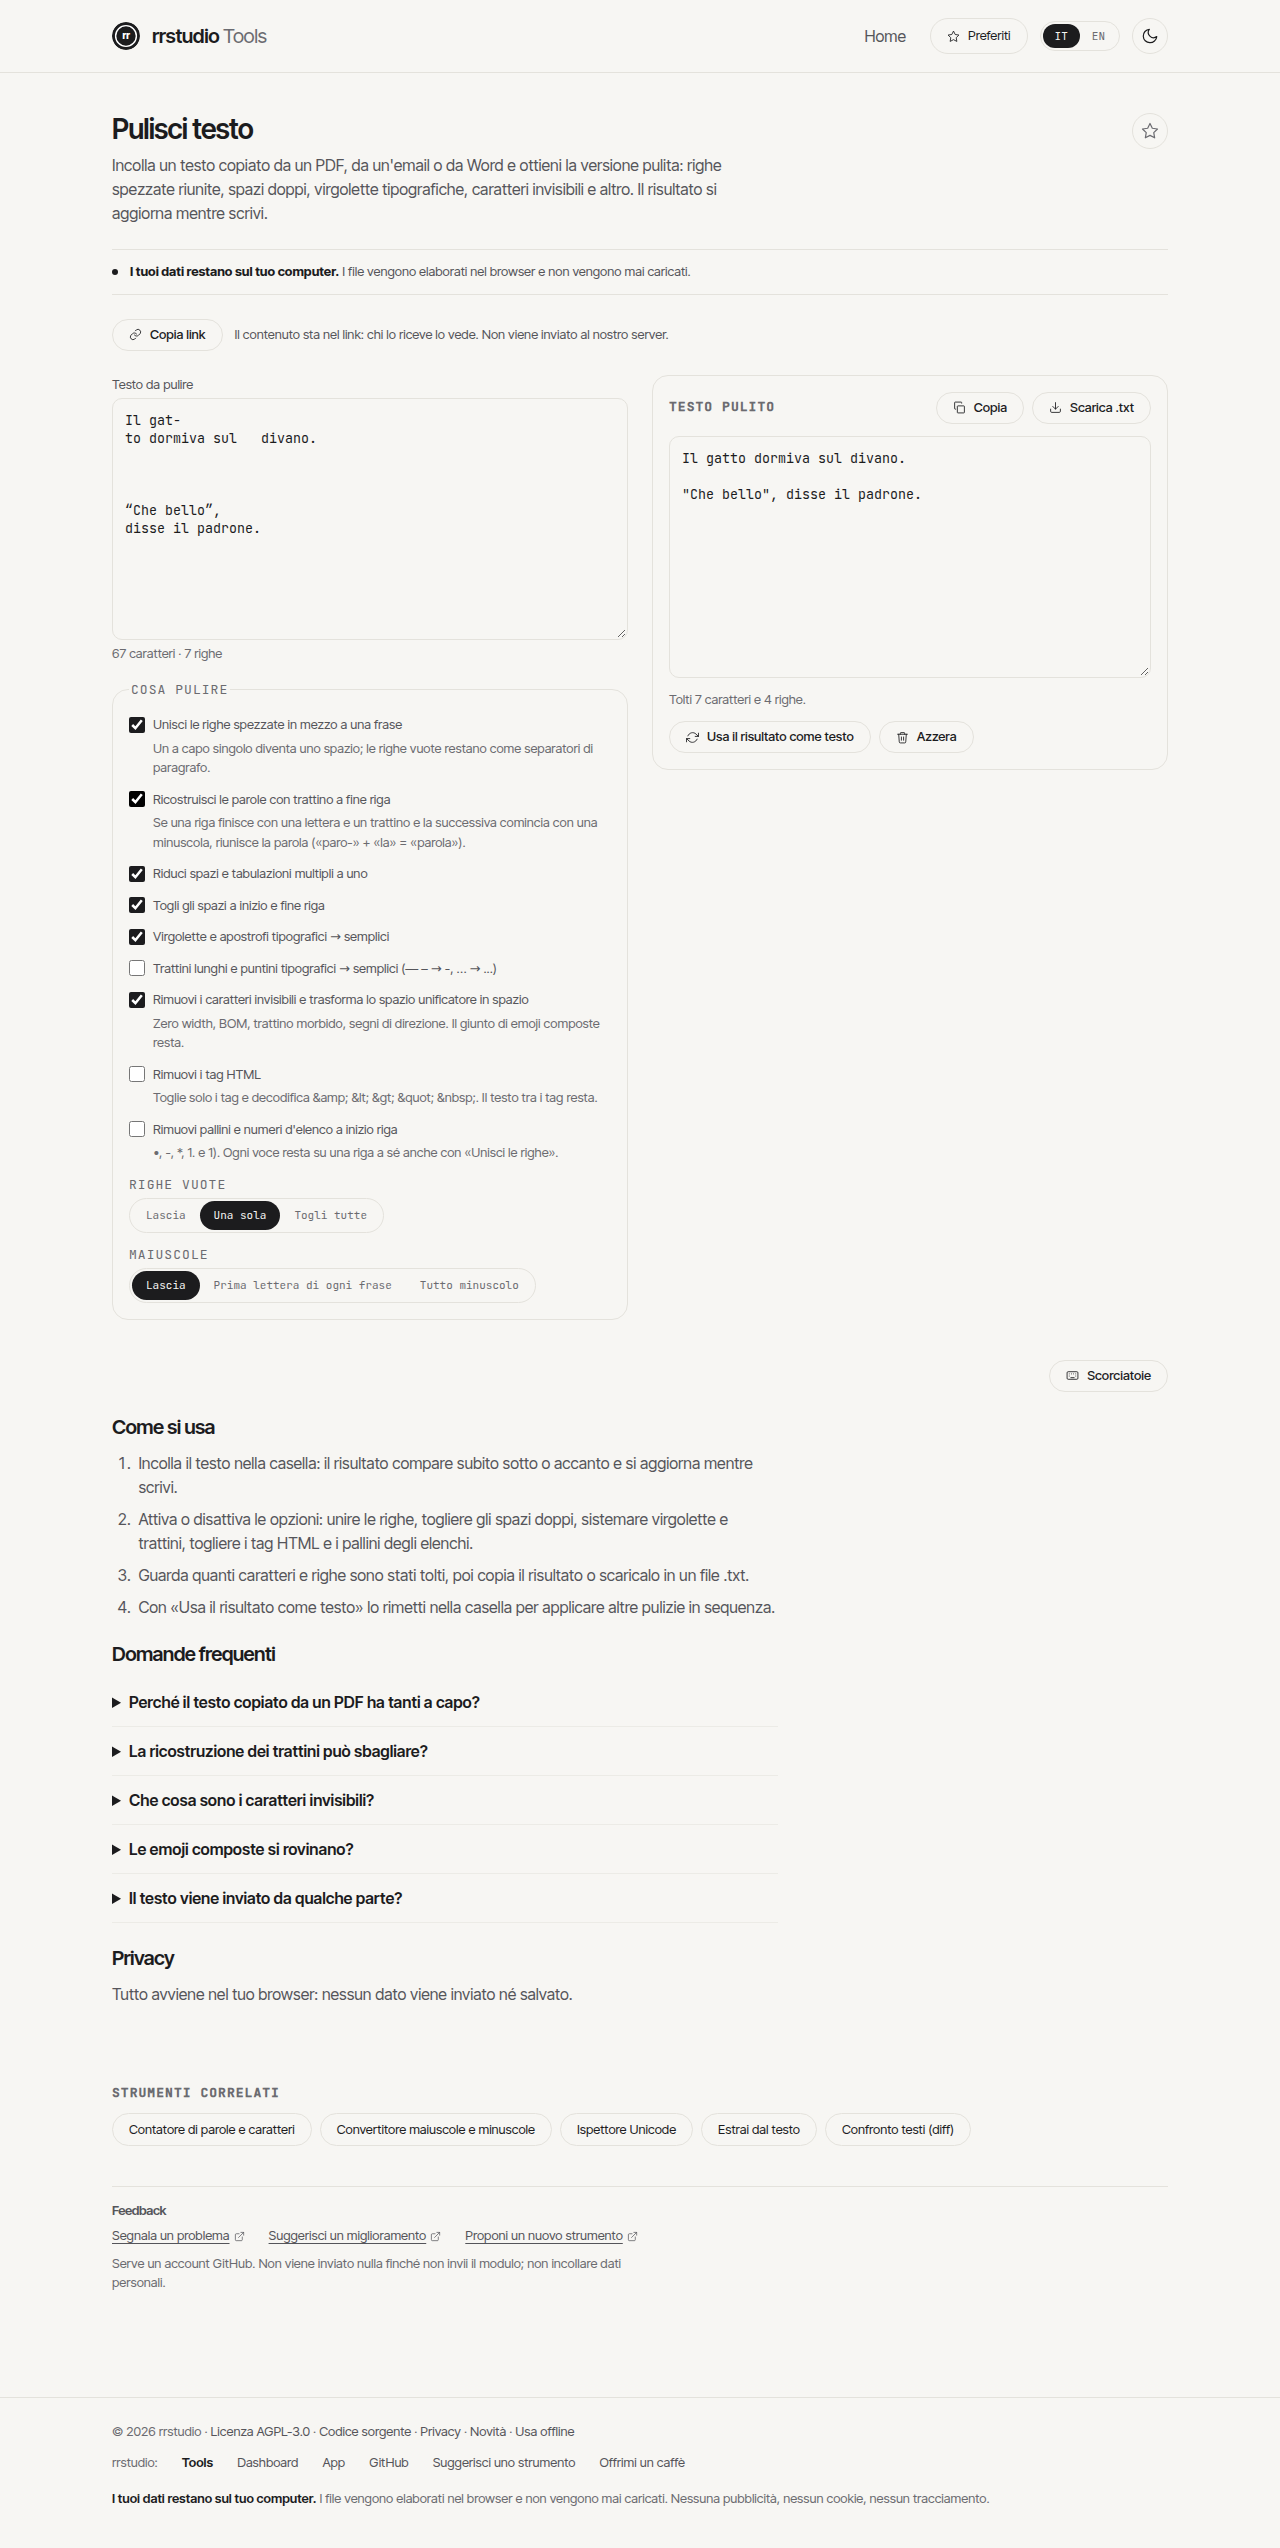 rr rrstudio Tools
Home
Preferiti
IT EN
Pulisci testo
Incolla un testo copiato da un PDF, da un'email o da Word e ottieni la versione pulita: righe
spezzate riunite, spazi doppi, virgolette tipografiche, caratteri invisibili e altro. Il risultato si
aggiorna mentre scrivi.
I tuoi dati restano sul tuo computer. I file vengono elaborati nel browser e non vengono mai caricati.
Copia link
Il contenuto sta nel link: chi lo riceve lo vede. Non viene inviato al nostro server.
Testo da pulire
Il gat-
to dormiva sul   divano.
“Che bello”,
disse il padrone.
67 caratteri · 7 righe
TESTO PULITO
Copia
Scarica .txt
Il gatto dormiva sul divano.
"Che bello", disse il padrone.
Tolti 7 caratteri e 4 righe.
Usa il risultato come testo
Azzera
COSA PULIRE
Unisci le righe spezzate in mezzo a una frase
Un a capo singolo diventa uno spazio; le righe vuote restano come separatori di
paragrafo.
Ricostruisci le parole con trattino a fine riga
Se una riga finisce con una lettera e un trattino e la successiva comincia con una
minuscola, riunisce la parola («paro-» + «la» = «parola»).
Riduci spazi e tabulazioni multipli a uno
Togli gli spazi a inizio e fine riga
Virgolette e apostrofi tipografici → semplici
Trattini lunghi e puntini tipografici → semplici (— – → -, … → ...)
Rimuovi i caratteri invisibili e trasforma lo spazio unificatore in spazio
Zero width, BOM, trattino morbido, segni di direzione. Il giunto di emoji composte
resta.
Rimuovi i tag HTML
Toglie solo i tag e decodifica &amp; &lt; &gt; &quot; &nbsp;. Il testo tra i tag resta.
Rimuovi pallini e numeri d'elenco a inizio riga
•, -, *, 1. e 1). Ogni voce resta su una riga a sé anche con «Unisci le righe».
RIGHE VUOTE
Lascia Una sola Togli tutte
MAIUSCOLE
Lascia Prima lettera di ogni frase Tutto minuscolo
Scorciatoie
Come si usa
1. Incolla il testo nella casella: il risultato compare subito sotto o accanto e si aggiorna mentre
scrivi.
2. Attiva o disattiva le opzioni: unire le righe, togliere gli spazi doppi, sistemare virgolette e
trattini, togliere i tag HTML e i pallini degli elenchi.
3. Guarda quanti caratteri e righe sono stati tolti, poi copia il risultato o scaricalo in un file .txt.
4. Con «Usa il risultato come testo» lo rimetti nella casella per applicare altre pulizie in sequenza.
Domande frequenti
Perché il testo copiato da un PDF ha tanti a capo?
La ricostruzione dei trattini può sbagliare?
Che cosa sono i caratteri invisibili?
Le emoji composte si rovinano?
Il testo viene inviato da qualche parte?
Privacy
Tutto avviene nel tuo browser: nessun dato viene inviato né salvato.
STRUMENTI CORRELATI
Contatore di parole e caratteri
Convertitore maiuscole e minuscole
Ispettore Unicode
Estrai dal testo
Confronto testi (diff)
Feedback
Segnala un problema
Suggerisci un miglioramento
Proponi un nuovo strumento
Serve un account GitHub. Non viene inviato nulla finché non invii il modulo; non incollare dati
personali.
© 2026 rrstudio · Licenza AGPL-3.0 · Codice sorgente · Privacy · Novità · Usa offline
rrstudio: Tools Dashboard App GitHub Suggerisci uno strumento Offrimi un caffè
I tuoi dati restano sul tuo computer. I file vengono elaborati nel browser e non vengono mai caricati. Nessuna pubblicità, nessun cookie, nessun tracciamento.